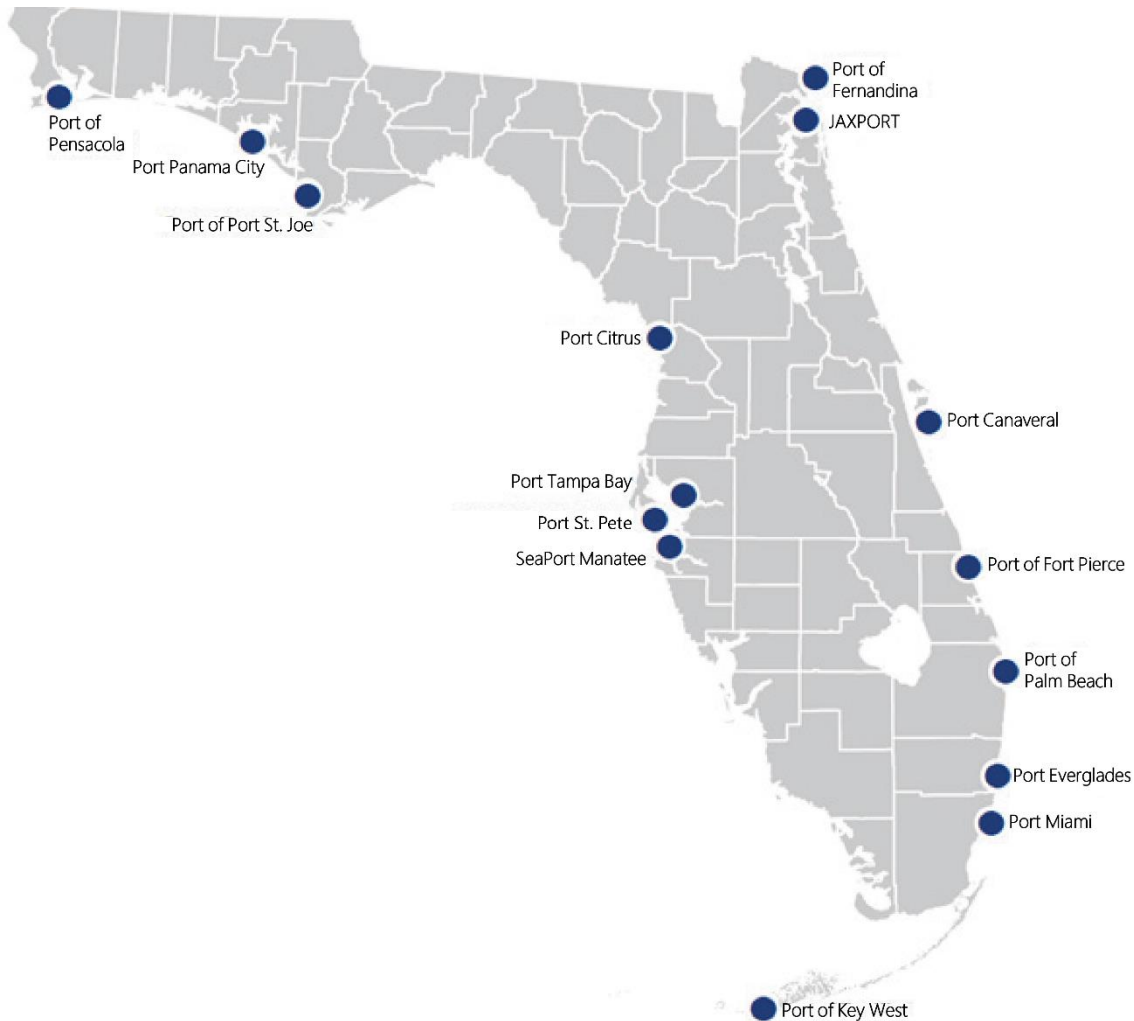 Port of
Fernandina
JAXPORT
Port of
Pensacola
Port Panama City
Port of Port St. Joe
Port Citrus
Port Canaveral
Port Tampa Bay
Port St. Pete
SeaPort Manatee
Port of Fort Pierce
Port of
Palm Beach
Port Everglades
Port Miami
Port of Key West